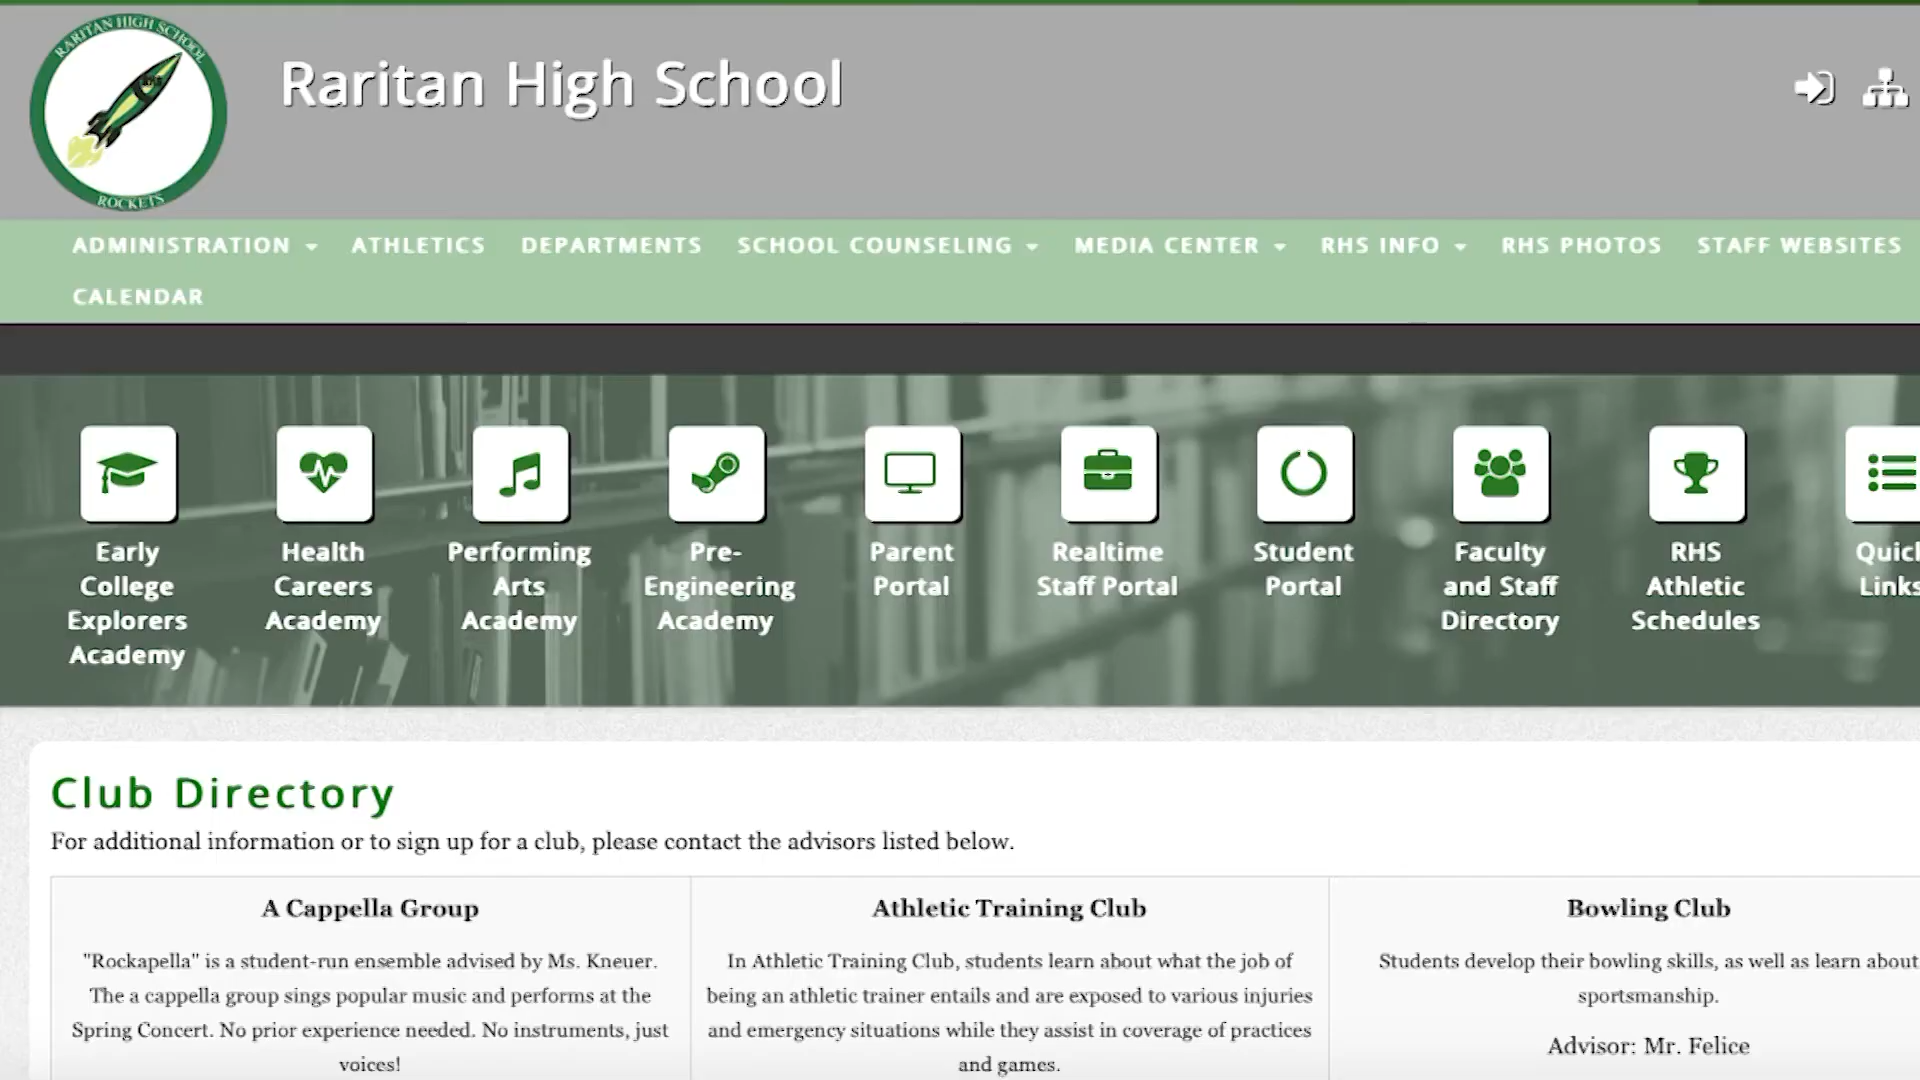 RARITAN HIGH SCHOOL
ROCKETS
Raritan High School
ADMINISTRATION ATHLETICS DEPARTMENTS SCHOOL COUNSELING MEDIA CENTER RHS INFO RHS PHOTOS STAFF WEBSITES
CALENDAR
Early
College
Explorers
Academy
Health
Careers
Academy
Performing
Arts
Academy
Pre-
Engineering
Academy
Parent
Portal
Realtime
Staff Portal
Student
Portal
Faculty
and Staff
Directory
RHS
Athletic
Schedules
Quick
Links
Club Directory
For additional information or to sign up for a club, please contact the advisors listed below.
A Cappella Group
"Rockapella" is a student-run ensemble advised by Ms. Kneuer.
The a cappella group sings popular music and performs at the
Spring Concert. No prior experience needed. No instruments, just
voices!
Athletic Training Club
In Athletic Training Club, students learn about what the job of
being an athletic trainer entails and are exposed to various injuries
and emergency situations while they assist in coverage of practices
and games.
Bowling Club
Students develop their bowling skills, as well as learn about
sportsmanship.
Advisor: Mr. Felice